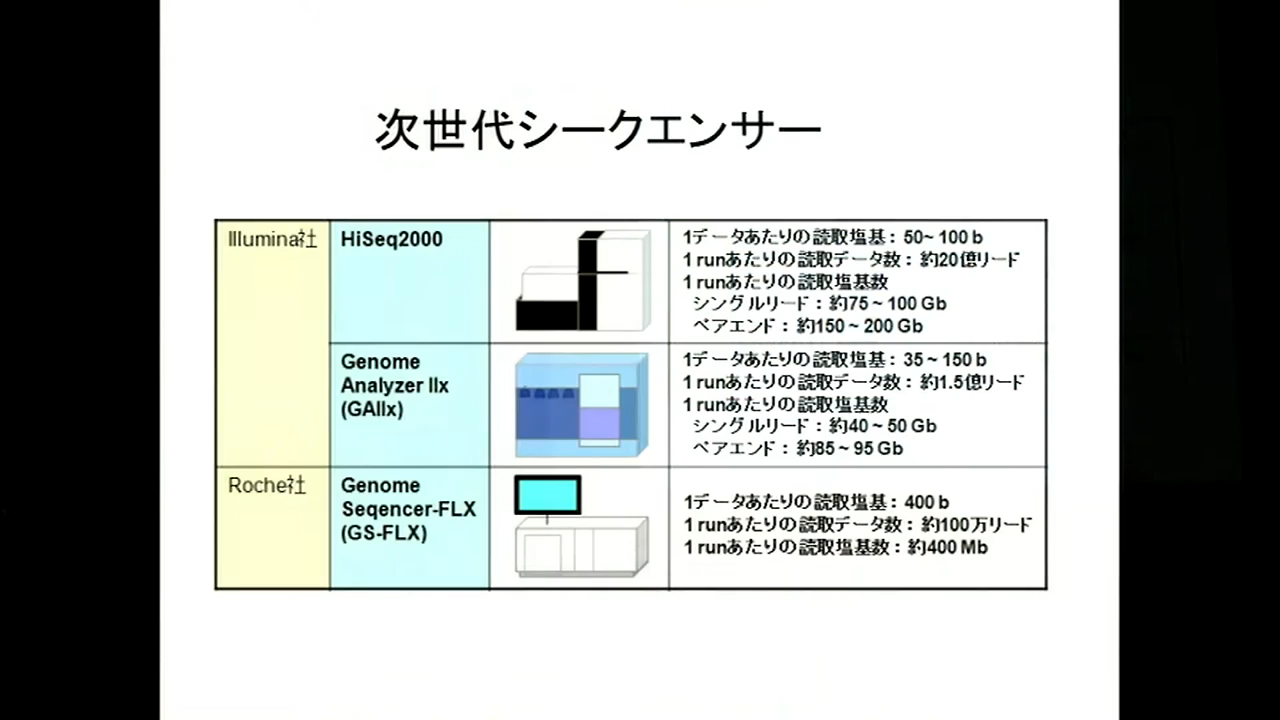 次世代シークエンサー
Illumina社
HiSeq2000
1データあたりの読取塩基：50~ 100 b
1 runあたりの読取データ数：約20億リード
1 runあたりの読取塩基数
シングルリード：約75 ~ 100 Gb
ペアエンド：約150 ~ 200 Gb
Genome
Analyzer IIx
(GAIIx)
1データあたりの読取塩基：35 ~ 150 b
1 runあたりの読取データ数：約1.5億リード
1 runあたりの読取塩基数
シングルリード：約40 ~ 50 Gb
ペアエンド：約85 ~ 95 Gb
Roche社
Genome
Seqencer-FLX
(GS-FLX)
1データあたりの読取塩基：400 b
1 runあたりの読取データ数：約100万リード
1 runあたりの読取塩基数：約400 Mb